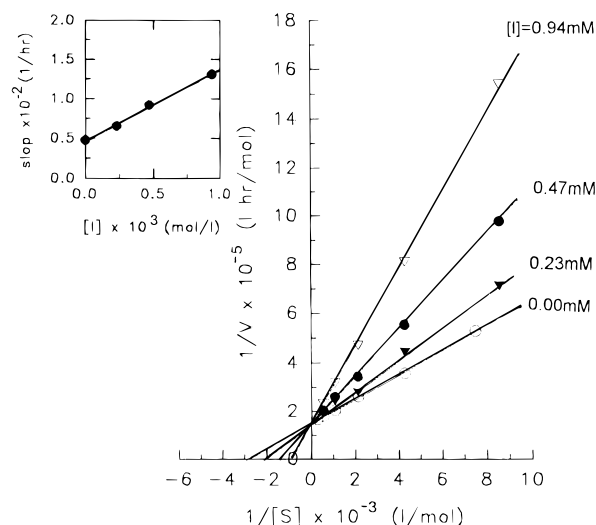 2.0
1.5
1.0
0.5
0.0
slop ×10⁻² (1/hr)
0.0 0.5 1.0
[I] × 10³ (mol/l)
[I]=0.94mM
0.47mM
0.23mM
0.00mM
18
16
14
12
10
8
6
4
2
0
1/V × 10⁻⁵ (l hr/mol)
−6 −4 −2 0 2 4 6 8 10
1/[S] × 10⁻³ (l/mol)